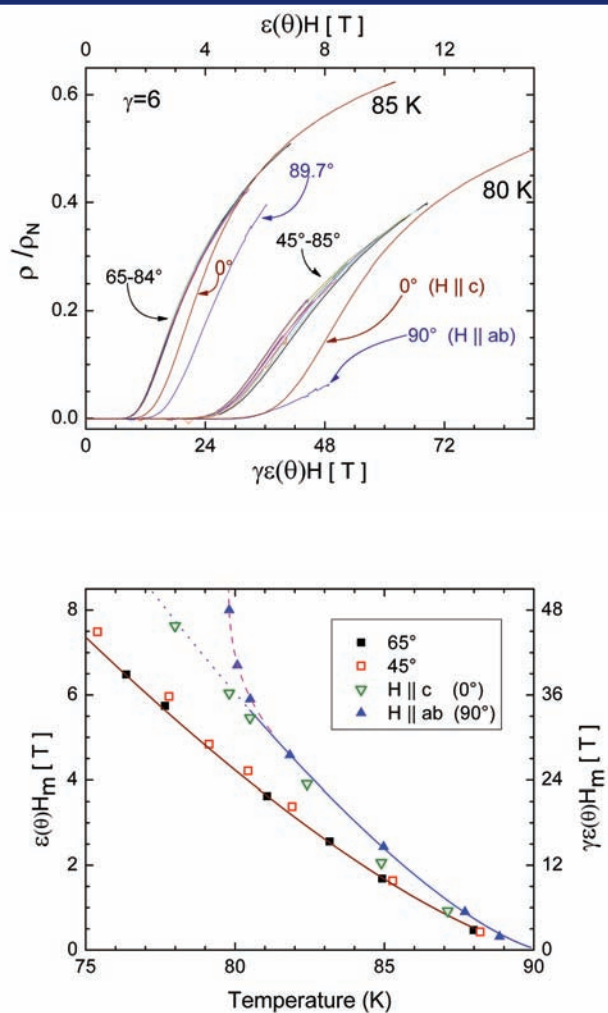 ε(θ)H [ T ]
0 4 8 12
γ=6
85 K
80 K
89.7°
45°-85°
65-84°
0°
0° (H || c)
90° (H || ab)
0.6
0.4
0.2
0.0
ρ /ρN
0 24 48 72
γε(θ)H [ T ]
8
6
4
2
0
ε(θ)Hm [ T ]
65°
45°
H || c (0°)
H || ab (90°)
48
36
24
12
0
γε(θ)Hm [ T ]
75 80 85 90
Temperature (K)